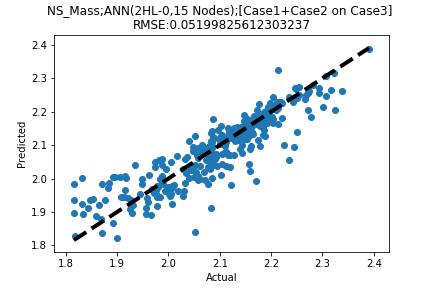 NS_Mass;ANN(2HL-0,15 Nodes);[Case1+Case2 on Case3]
RMSE:0.05199825612303237
2.4
2.3
2.2
2.1
2.0
1.9
1.8
Predicted
1.8 1.9 2.0 2.1 2.2 2.3 2.4
Actual